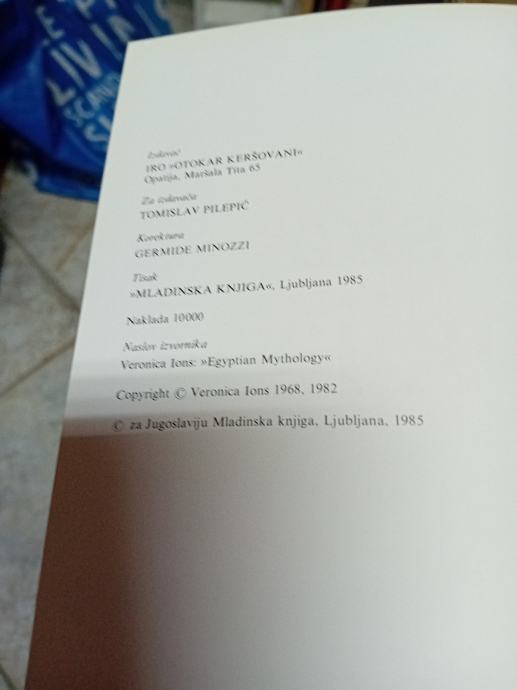 Izdavač
IRO »OTOKAR KERŠOVANI«
Opatija, Maršala Tita 65
Za izdavača
TOMISLAV PILEPIĆ
Korektura
GERMIDE MINOZZI
Tisak
»MLADINSKA KNJIGA«, Ljubljana 1985
Naklada 10000
Naslov izvornika
Veronica Ions: »Egyptian Mythology«
Copyright © Veronica Ions 1968, 1982
© za Jugoslaviju Mladinska knjiga, Ljubljana, 1985